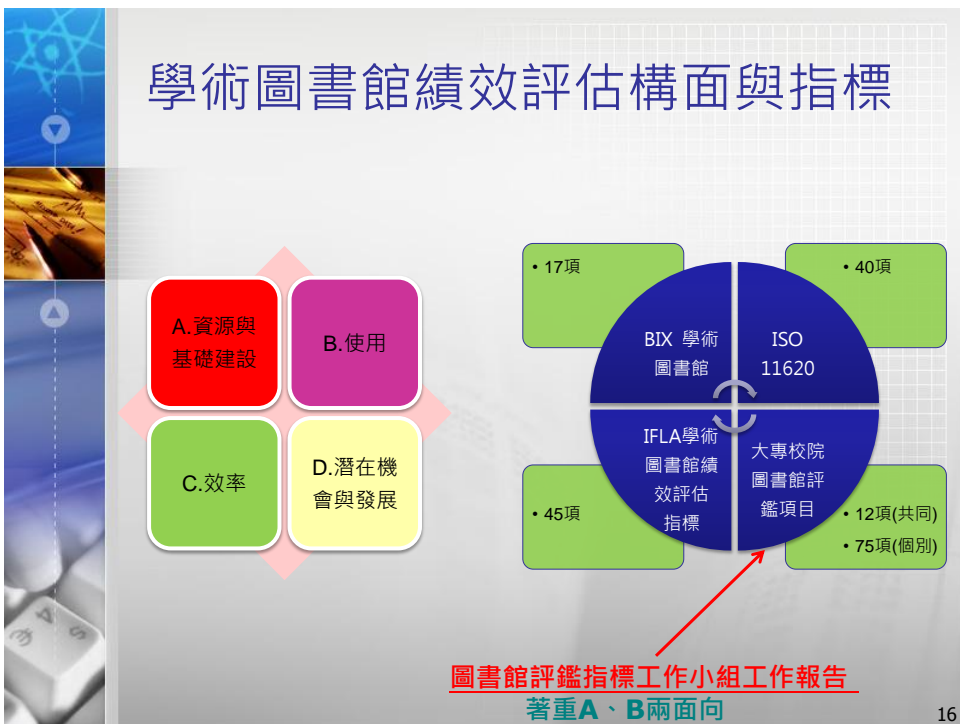 學術圖書館績效評估構面與指標
A.資源與
基礎建設
B.使用
C.效率
D.潛在機
會與發展
• 17項
• 40項
BIX 學術
圖書館
ISO
11620
IFLA學術
圖書館績
效評估
指標
大專校院
圖書館評
鑑項目
• 45項
• 12項(共同)
• 75項(個別)
圖書館評鑑指標工作小組工作報告
著重A、B兩面向
16